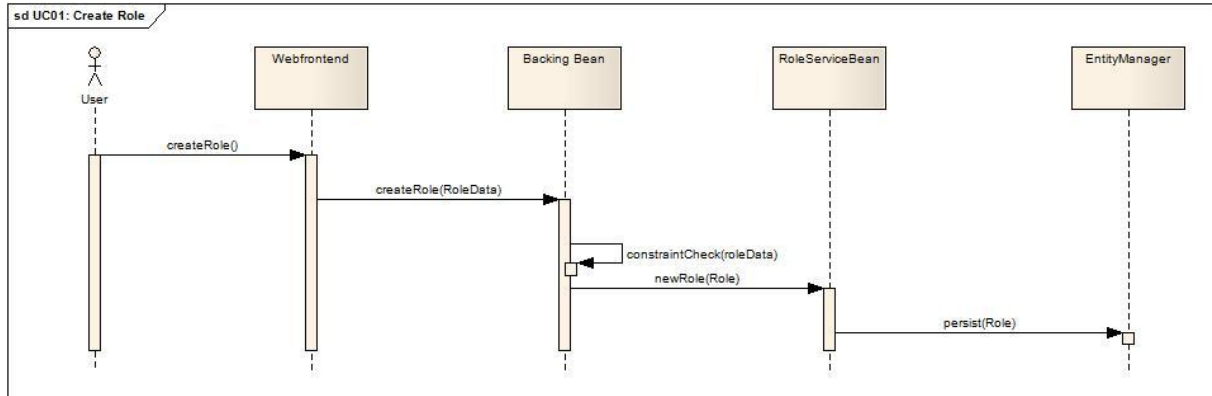 sd UC01: Create Role
Webfrontend
Backing Bean
RoleServiceBean
EntityManager
User
createRole()
createRole(RoleData)
constraintCheck(roleData)
newRole(Role)
persist(Role)